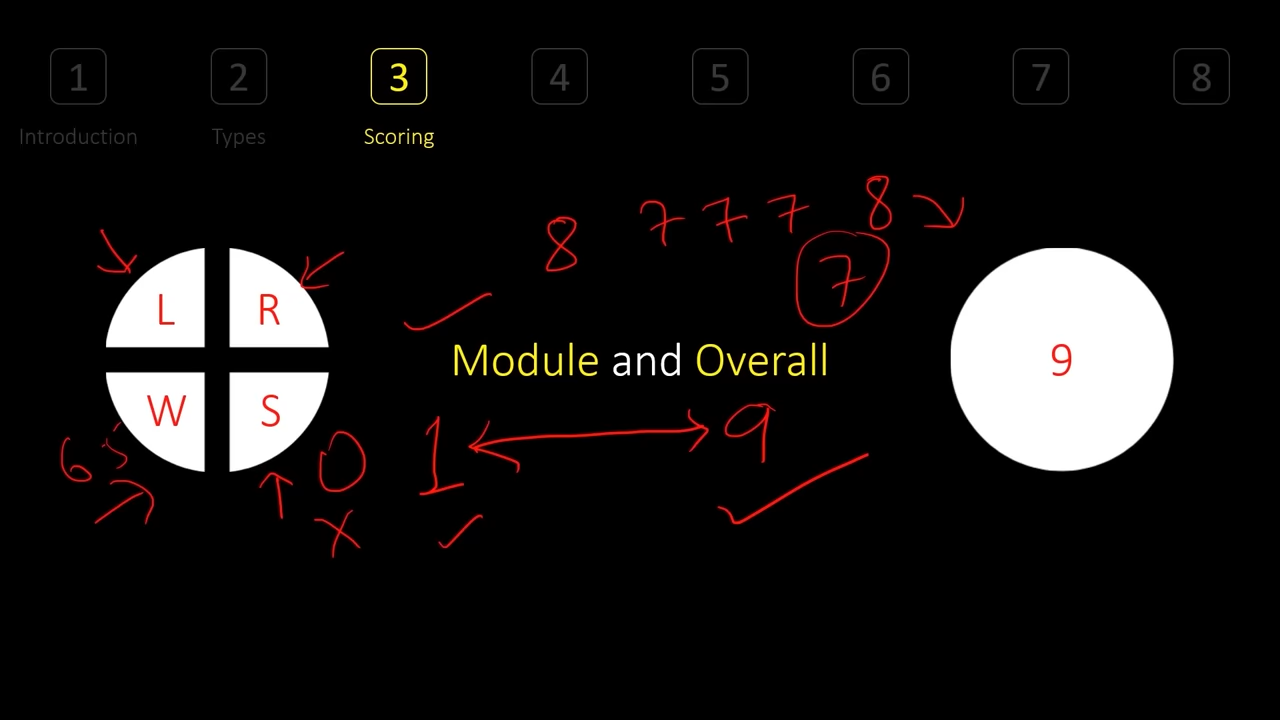 1 2 3 4 5 6 7 8
Introduction Types Scoring
8 7 7 7 8
7
L R
Module and Overall
9
W S
6 5 0 1 9
X